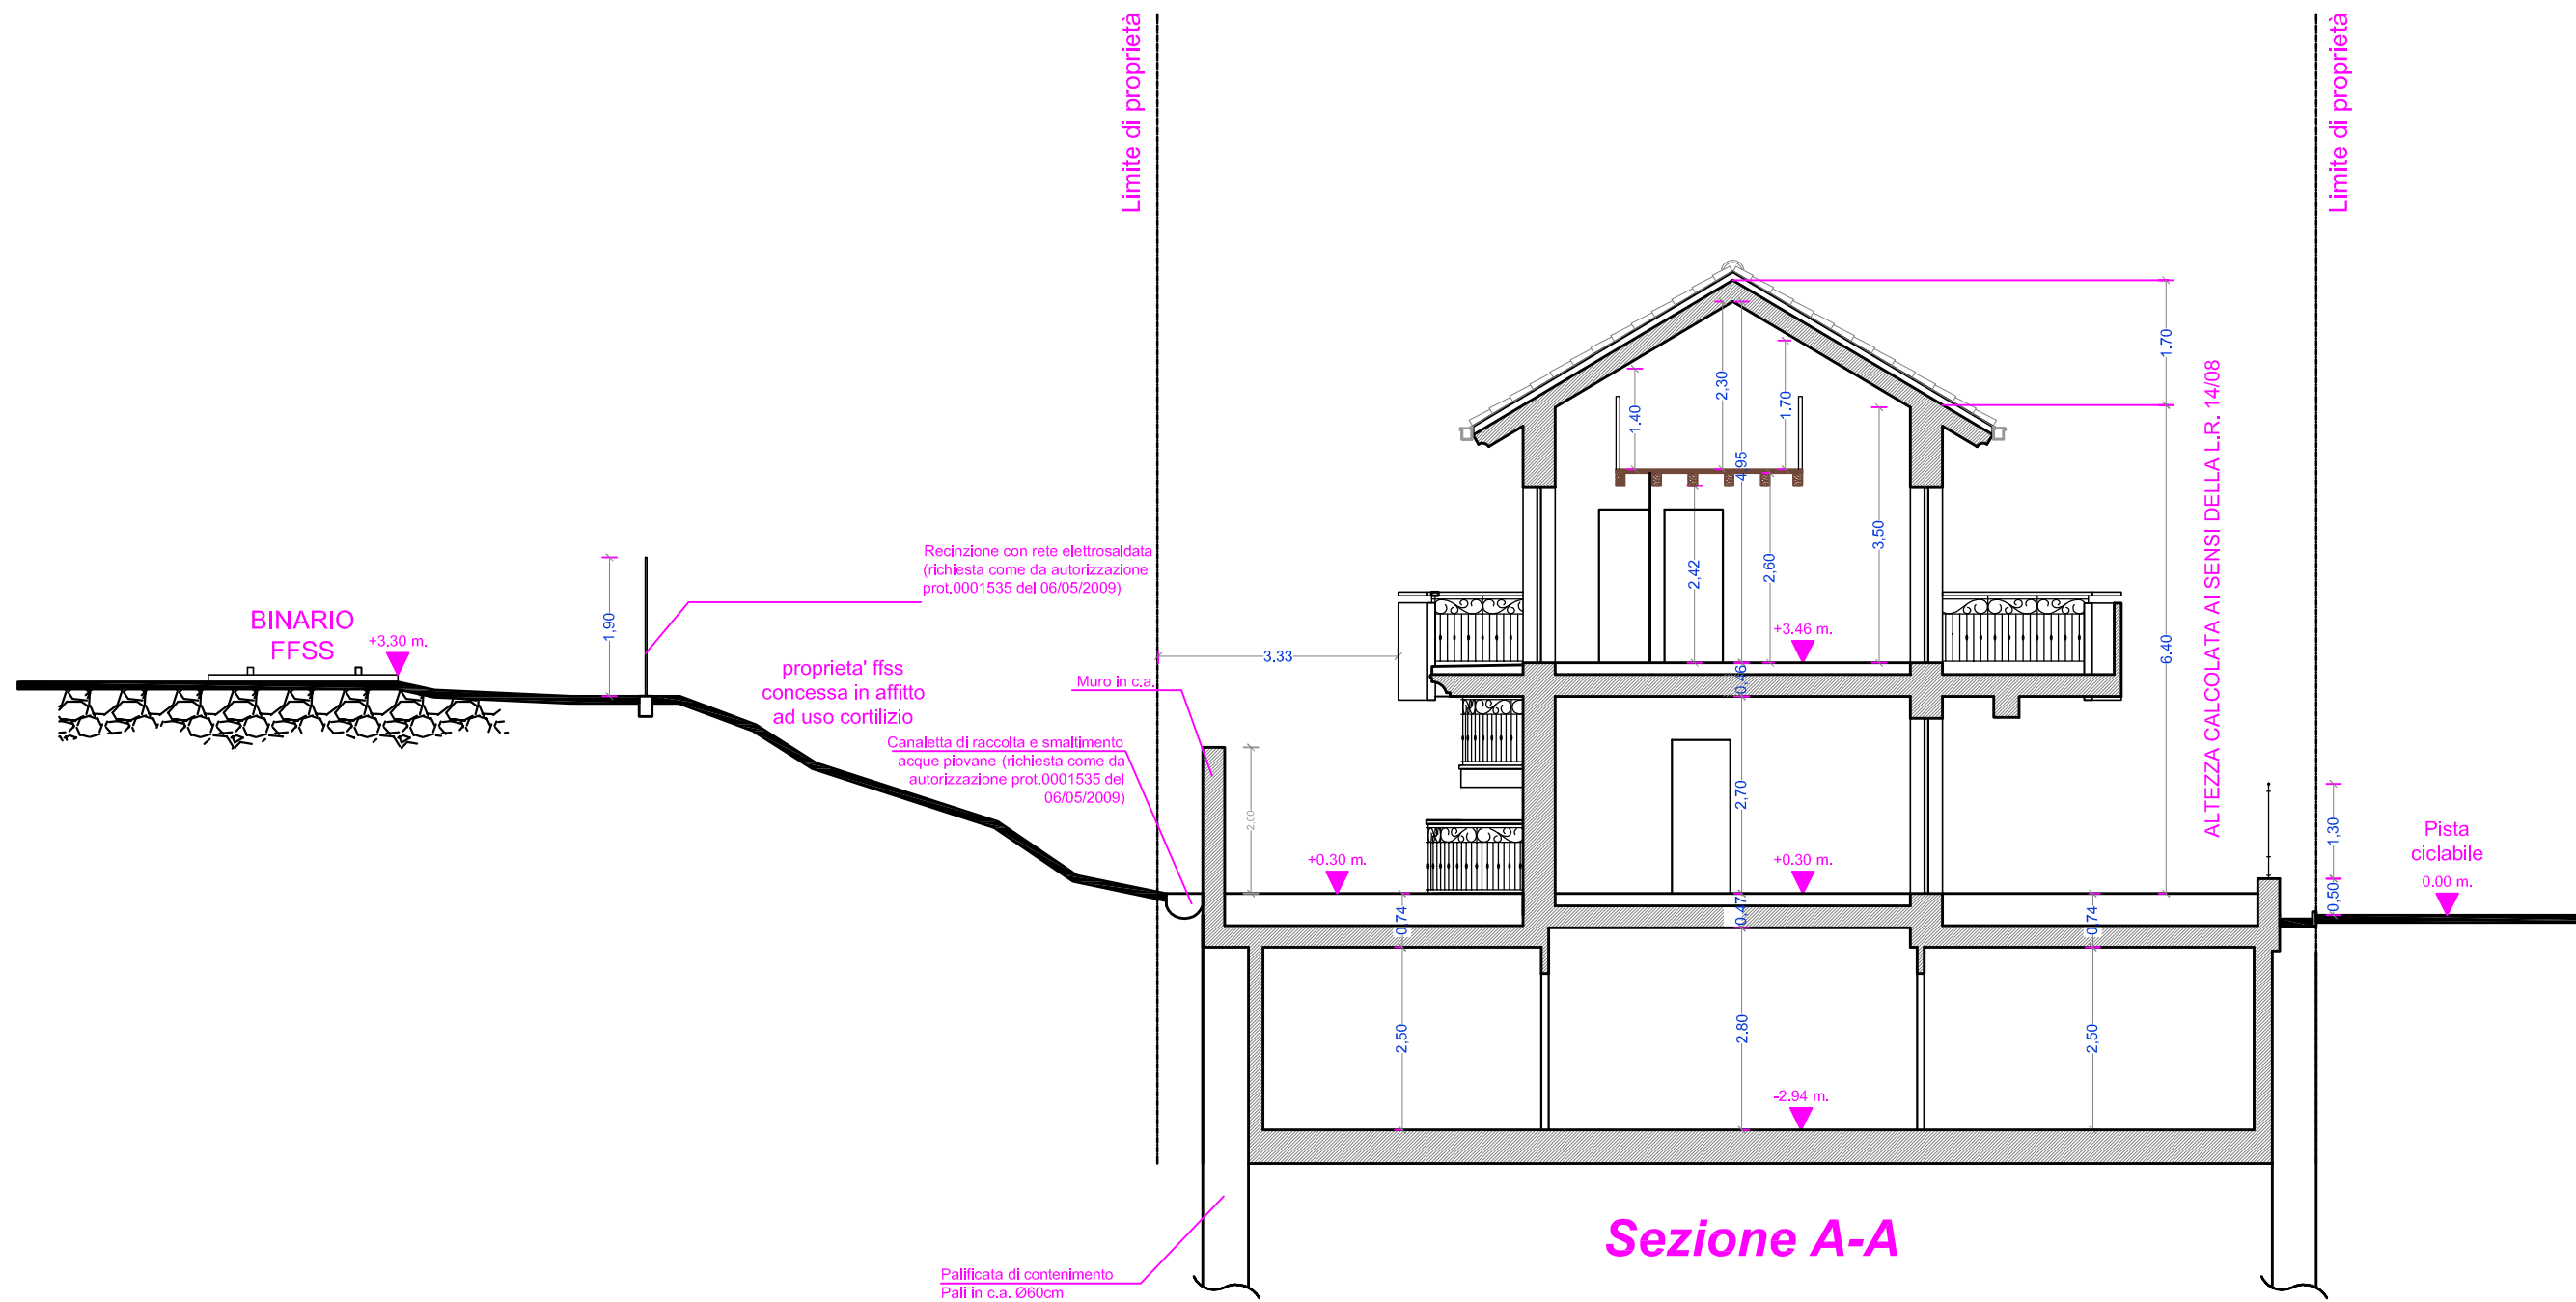 Limite di proprietà
Limite di proprietà
1.70
2,30
1.70
1.40
4.95
3,50
2,42
2,60
6.40
ALTEZZA CALCOLATA AI SENSI DELLA L.R. 14/08
Recinzione con rete elettrosaldata
(richiesta come da autorizzazione
prot.0001535 del 06/05/2009)
1,90
BINARIO
FFSS
+3.30 m.
+3.46 m.
3.33
proprieta' ffss
concessa in affitto
ad uso cortilizio
Muro in c.a.
0,46
Canaletta di raccolta e smaltimento
acque piovane (richiesta come da
autorizzazione prot.0001535 del
06/05/2009)
2.00
2,70
1,30
Pista
ciclabile
0.00 m.
+0.30 m.
+0.30 m.
0,50
0,74
0,47
0,74
2,50
2.80
2,50
-2.94 m.
Sezione A-A
Palificata di contenimento
Pali in c.a. Ø60cm